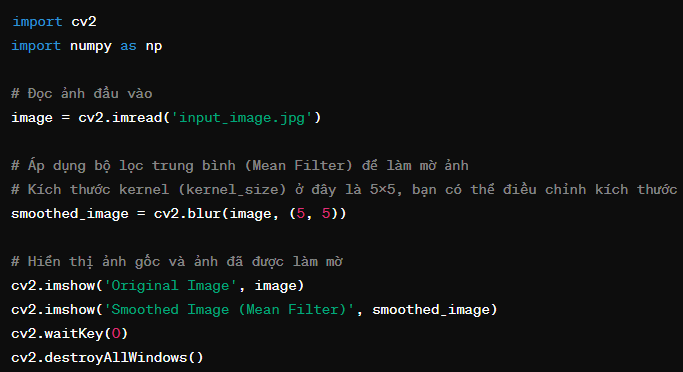 import cv2
import numpy as np
# Đọc ảnh đầu vào
image = cv2.imread('input_image.jpg')
# Áp dụng bộ lọc trung bình (Mean Filter) để làm mờ ảnh
# Kích thước kernel (kernel_size) ở đây là 5×5, bạn có thể điều chỉnh kích thước
smoothed_image = cv2.blur(image, (5, 5))
# Hiển thị ảnh gốc và ảnh đã được làm mờ
cv2.imshow('Original Image', image)
cv2.imshow('Smoothed Image (Mean Filter)', smoothed_image)
cv2.waitKey(0)
cv2.destroyAllWindows()